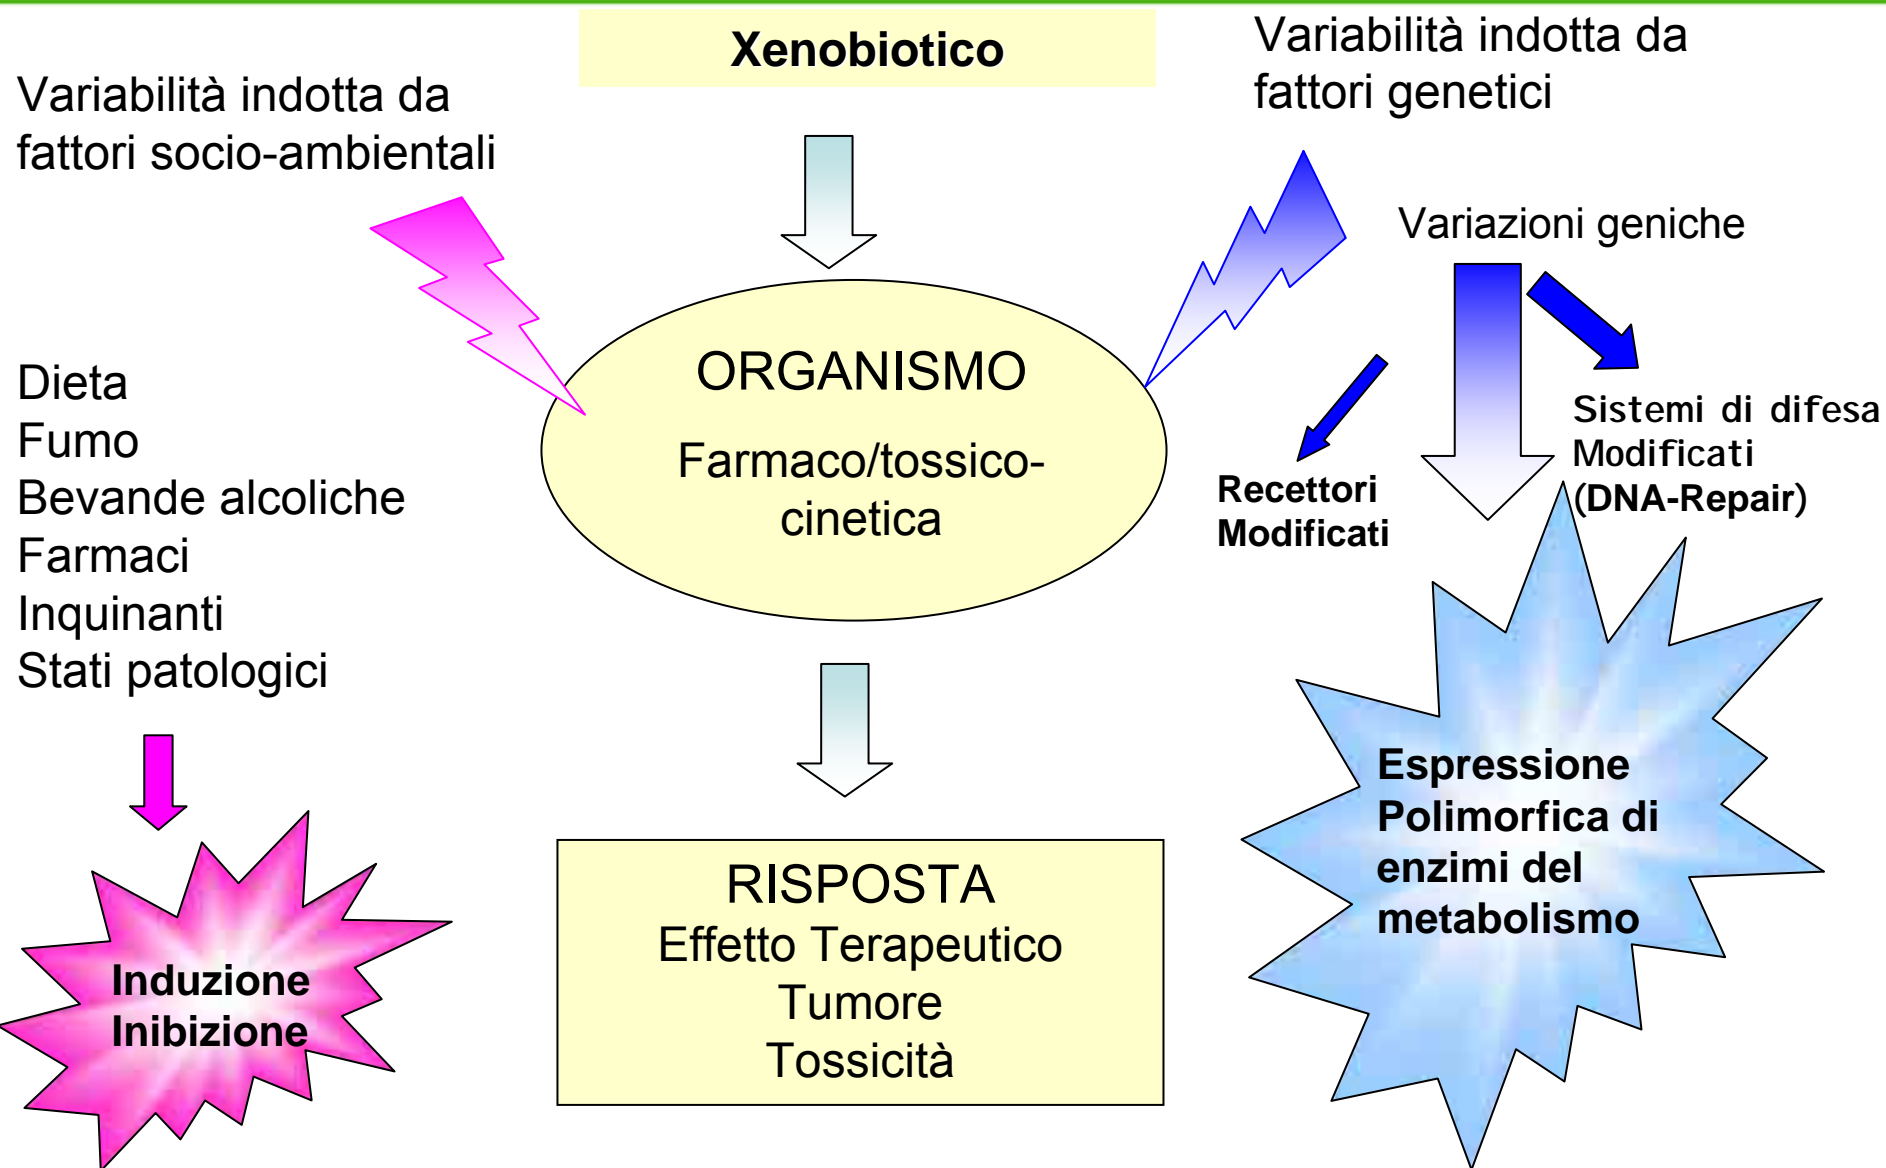 Xenobiotico
Variabilità indotta da
fattori socio-ambientali
Variabilità indotta da
fattori genetici
Variazioni geniche
Dieta
Fumo
Bevande alcoliche
Farmaci
Inquinanti
Stati patologici
ORGANISMO
Farmaco/tossico-
cinetica
Recettori
Modificati
Sistemi di difesa
Modificati
(DNA-Repair)
Induzione
Inibizione
RISPOSTA
Effetto Terapeutico
Tumore
Tossicità
Espressione
Polimorfica di
enzimi del
metabolismo